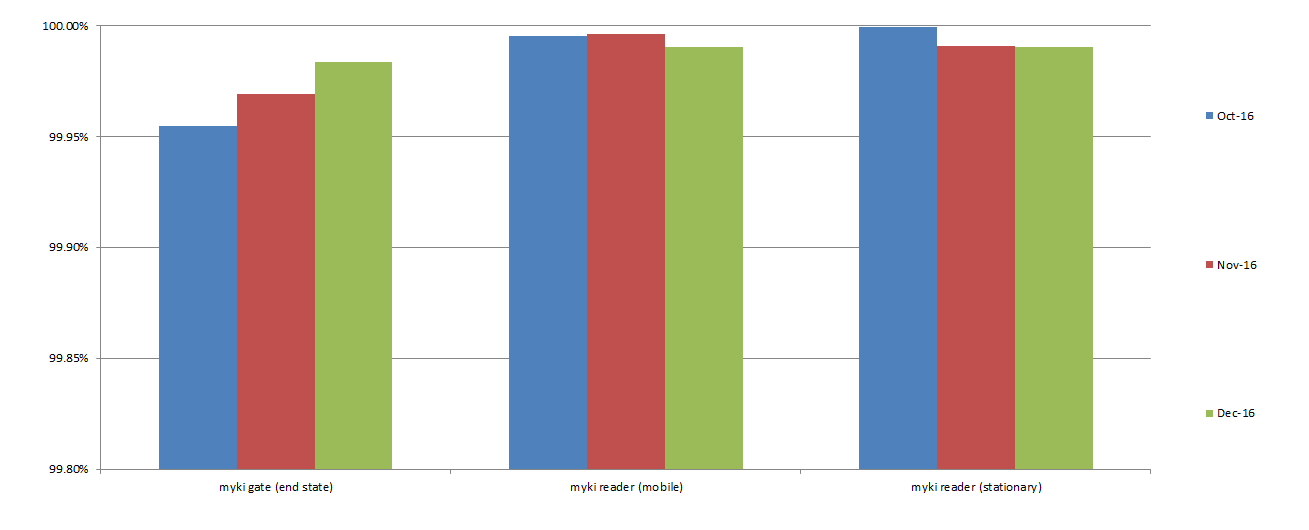 100.00%
99.95%
99.90%
99.85%
99.80%
myki gate (end state)
myki reader (mobile)
myki reader (stationary)
Oct-16
Nov-16
Dec-16